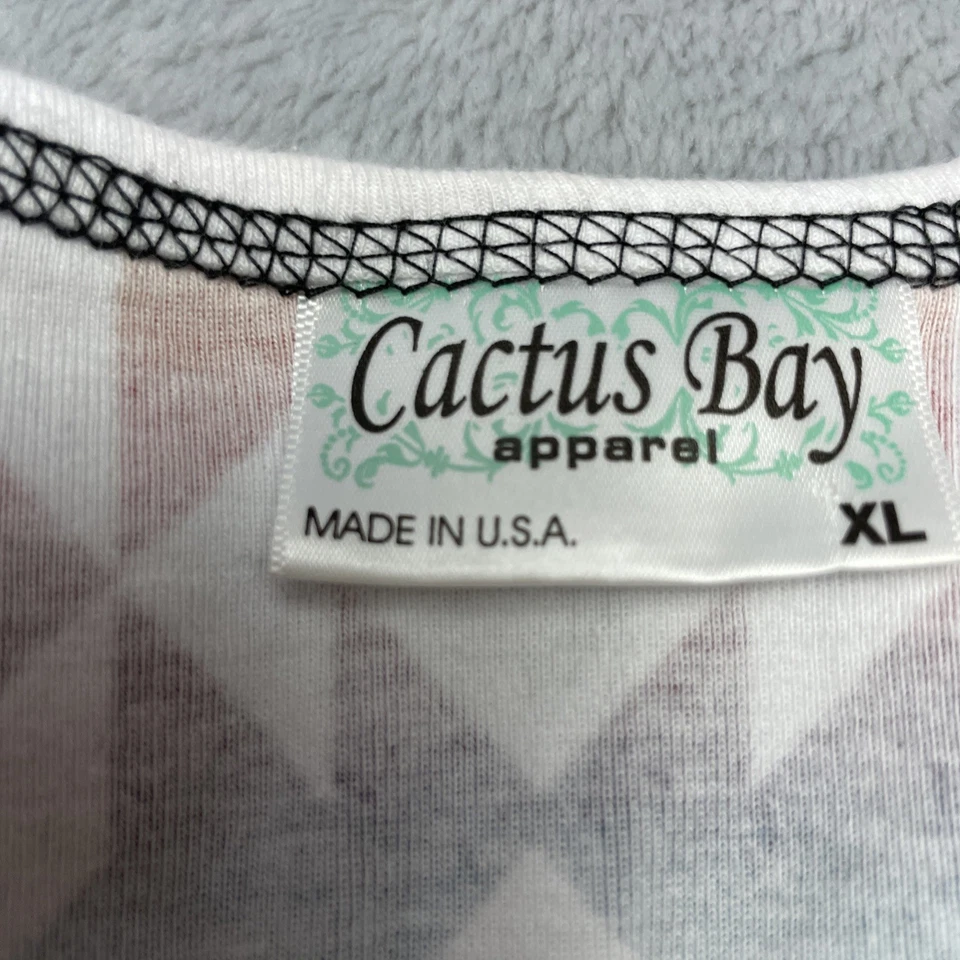 Cactus Bay
apparel
MADE IN U.S.A.
XL